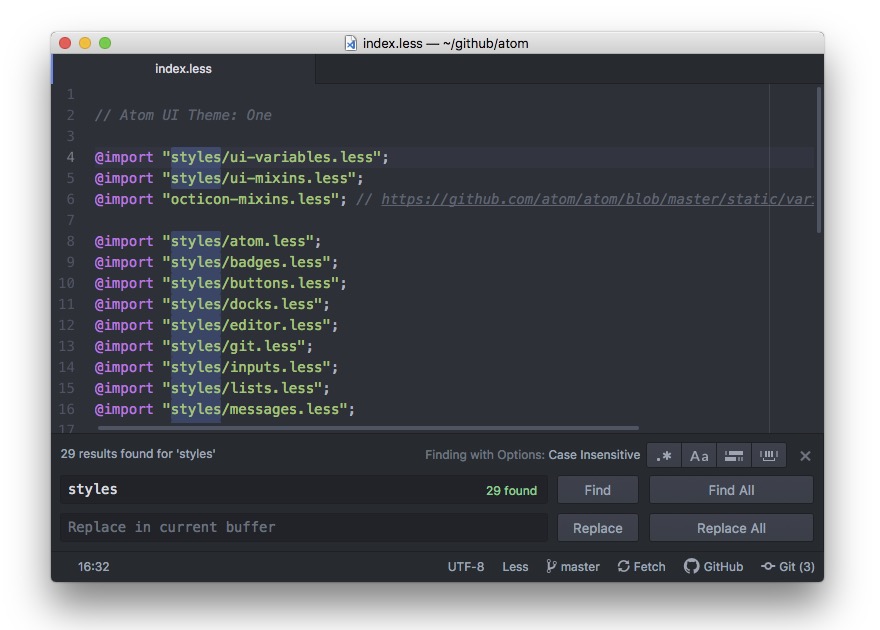 index.less — ~/github/atom
index.less
1
2 // Atom UI Theme: One
3
4 @import "styles/ui-variables.less";
5 @import "styles/ui-mixins.less";
6 @import "octicon-mixins.less"; // https://github.com/atom/atom/blob/master/static/var
7
8 @import "styles/atom.less";
9 @import "styles/badges.less";
10 @import "styles/buttons.less";
11 @import "styles/docks.less";
12 @import "styles/editor.less";
13 @import "styles/git.less";
14 @import "styles/inputs.less";
15 @import "styles/lists.less";
16 @import "styles/messages.less";
17
29 results found for 'styles' Finding with Options: Case Insensitive .* Aa
styles 29 found Find Find All
Replace in current buffer Replace Replace All
16:32 UTF-8 Less master Fetch GitHub Git (3)